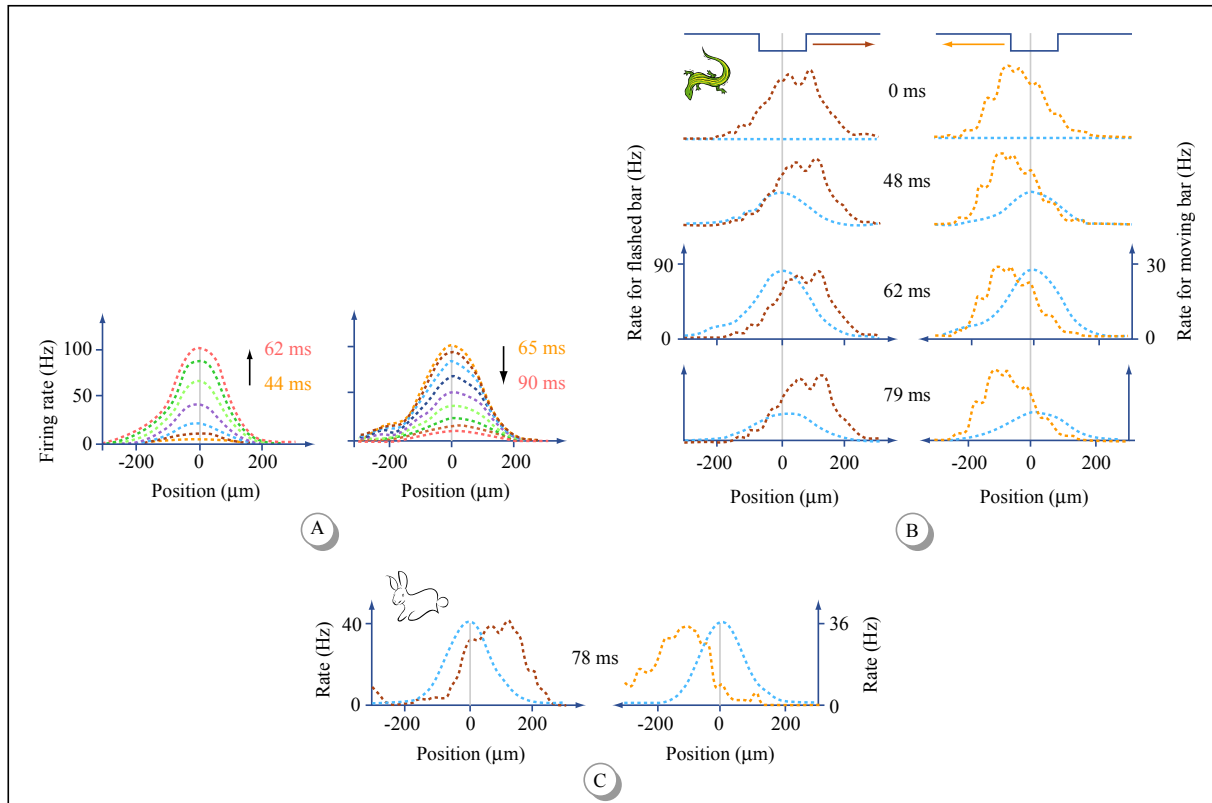 0 ms
48 ms
Rate for flashed bar (Hz)
Rate for moving bar (Hz)
90
0
62 ms
30
0
79 ms
-200
0
200
Position (μm)
-200
0
200
Position (μm)
B
Firing rate (Hz)
100
50
0
62 ms
44 ms
-200
0
200
Position (μm)
65 ms
90 ms
-200
0
200
Position (μm)
A
Rate (Hz)
40
0
78 ms
36
0
Rate (Hz)
-200
0
200
Position (μm)
-200
0
200
Position (μm)
C